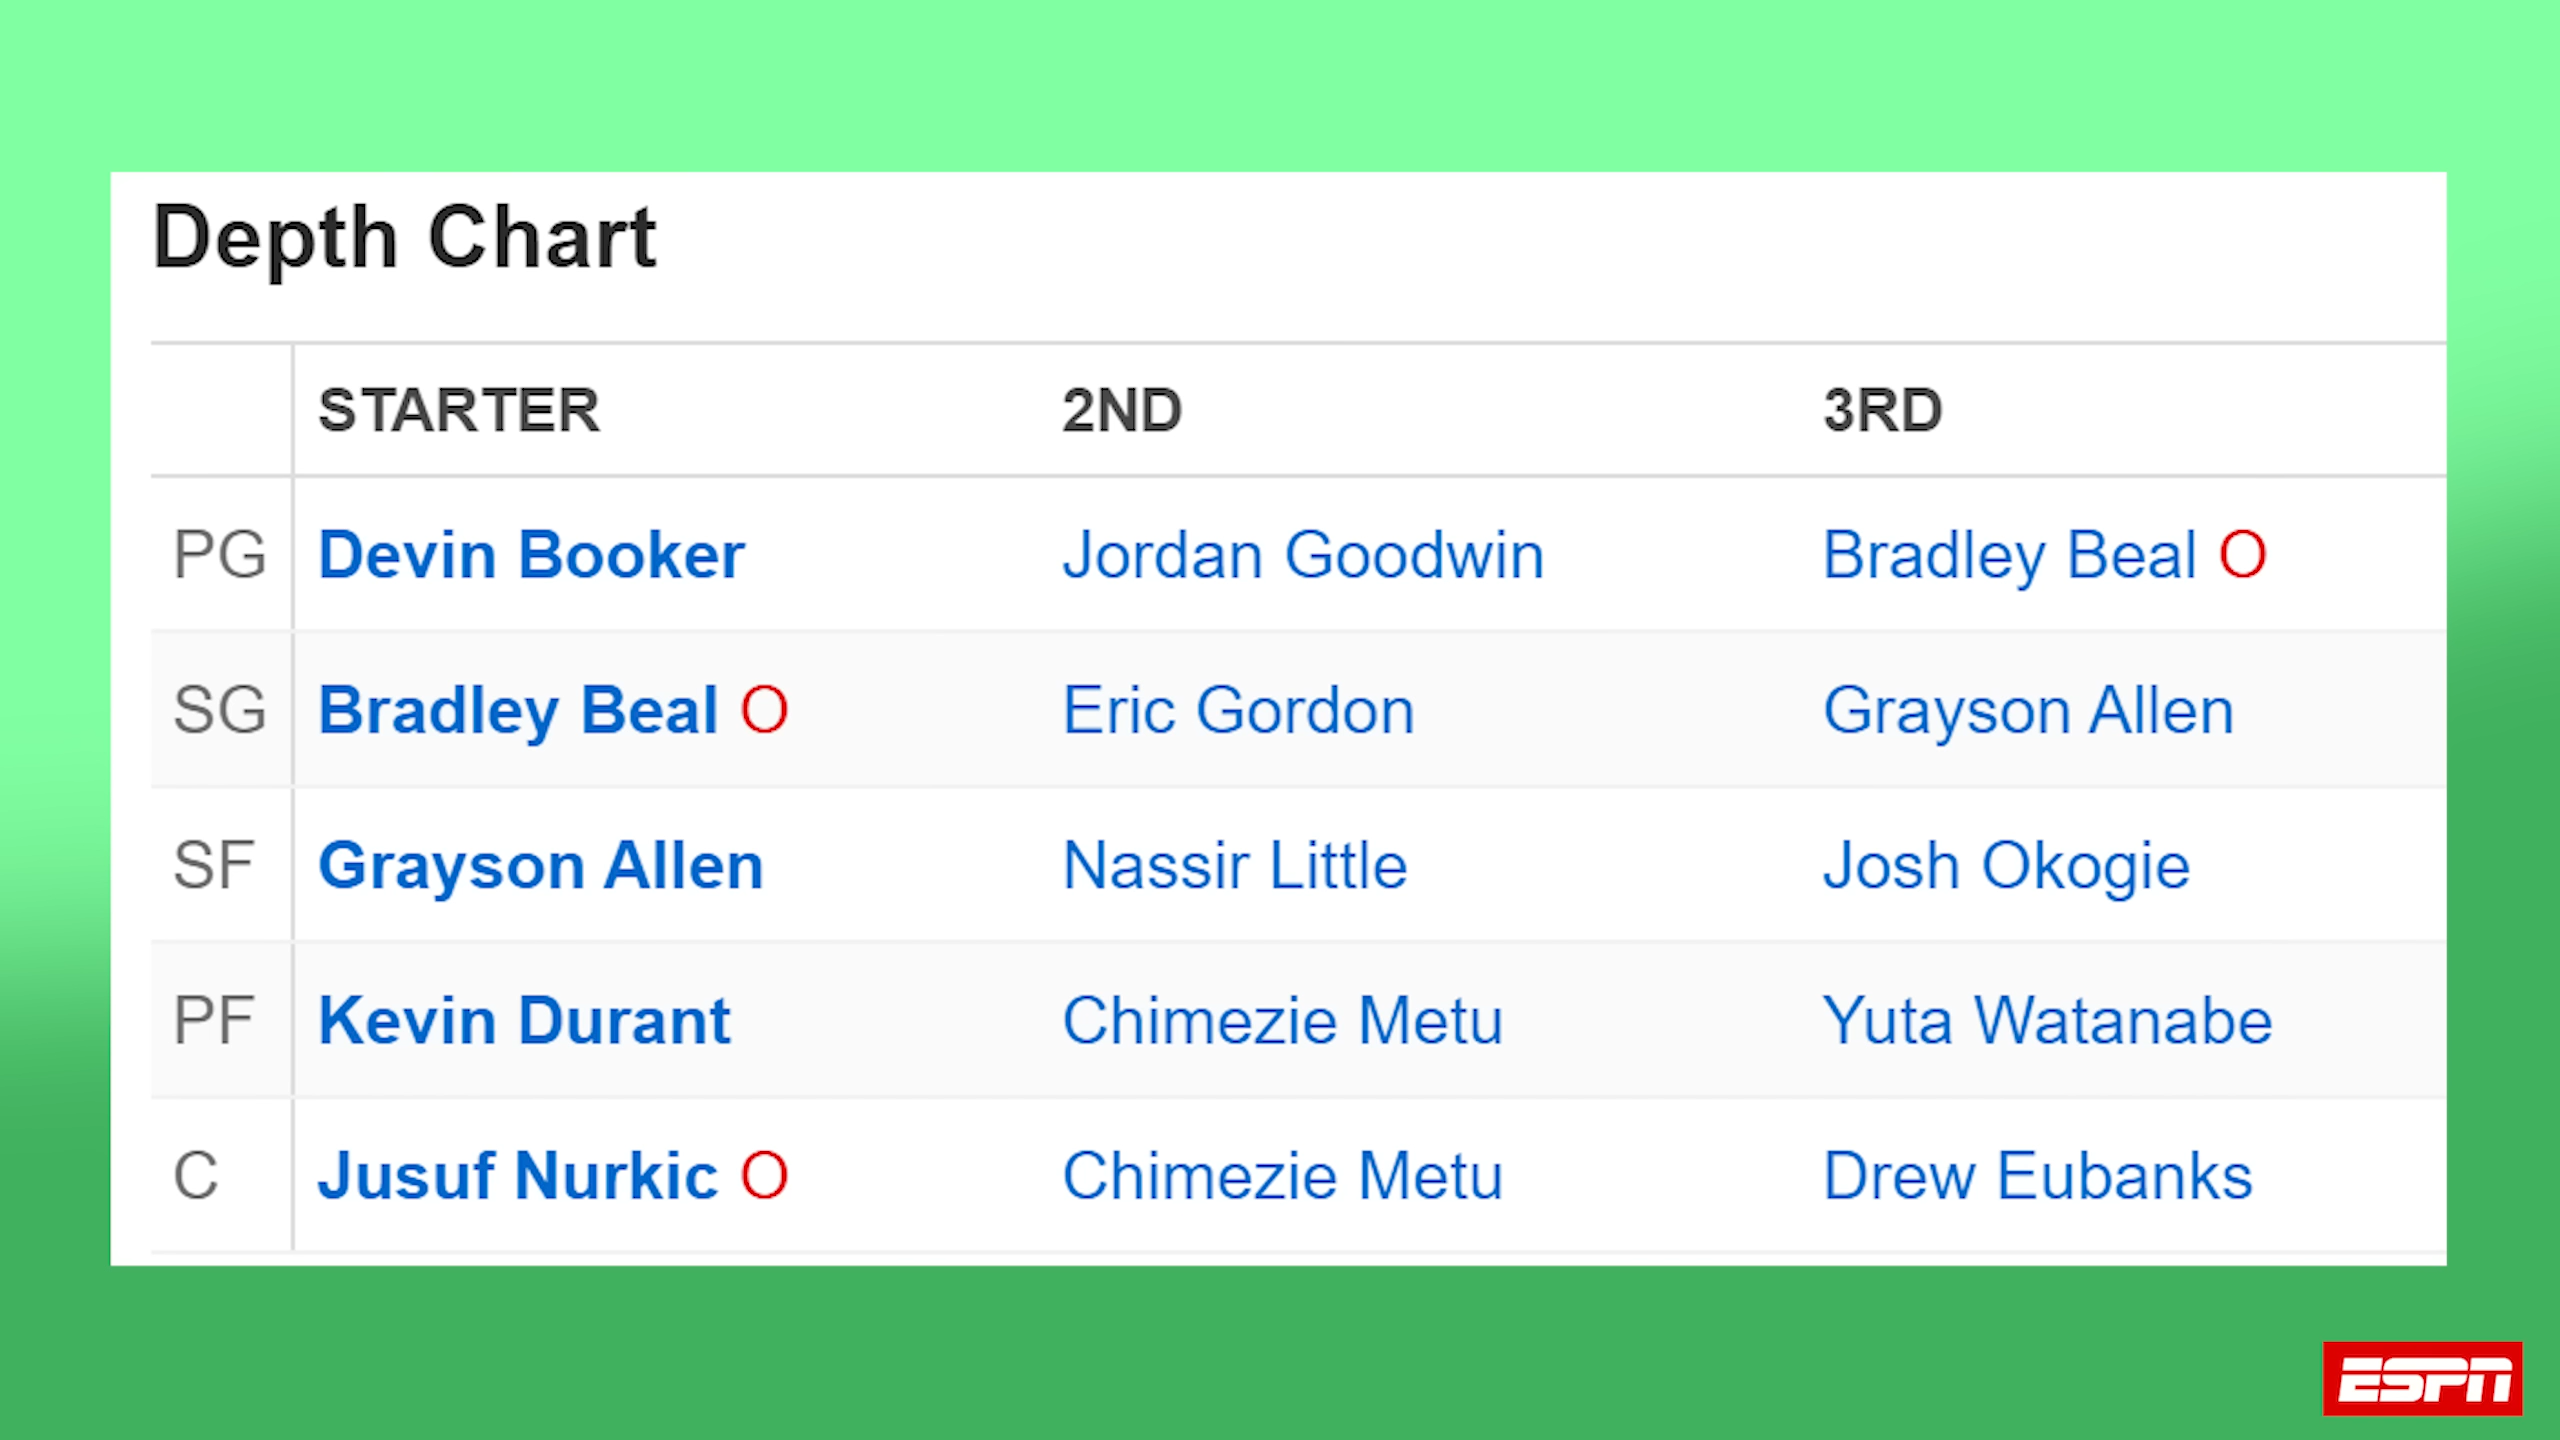 Depth Chart
STARTER 2ND 3RD
PG Devin Booker Jordan Goodwin Bradley Beal O
SG Bradley Beal O Eric Gordon Grayson Allen
SF Grayson Allen Nassir Little Josh Okogie
PF Kevin Durant Chimezie Metu Yuta Watanabe
C Jusuf Nurkic O Chimezie Metu Drew Eubanks
ESPN